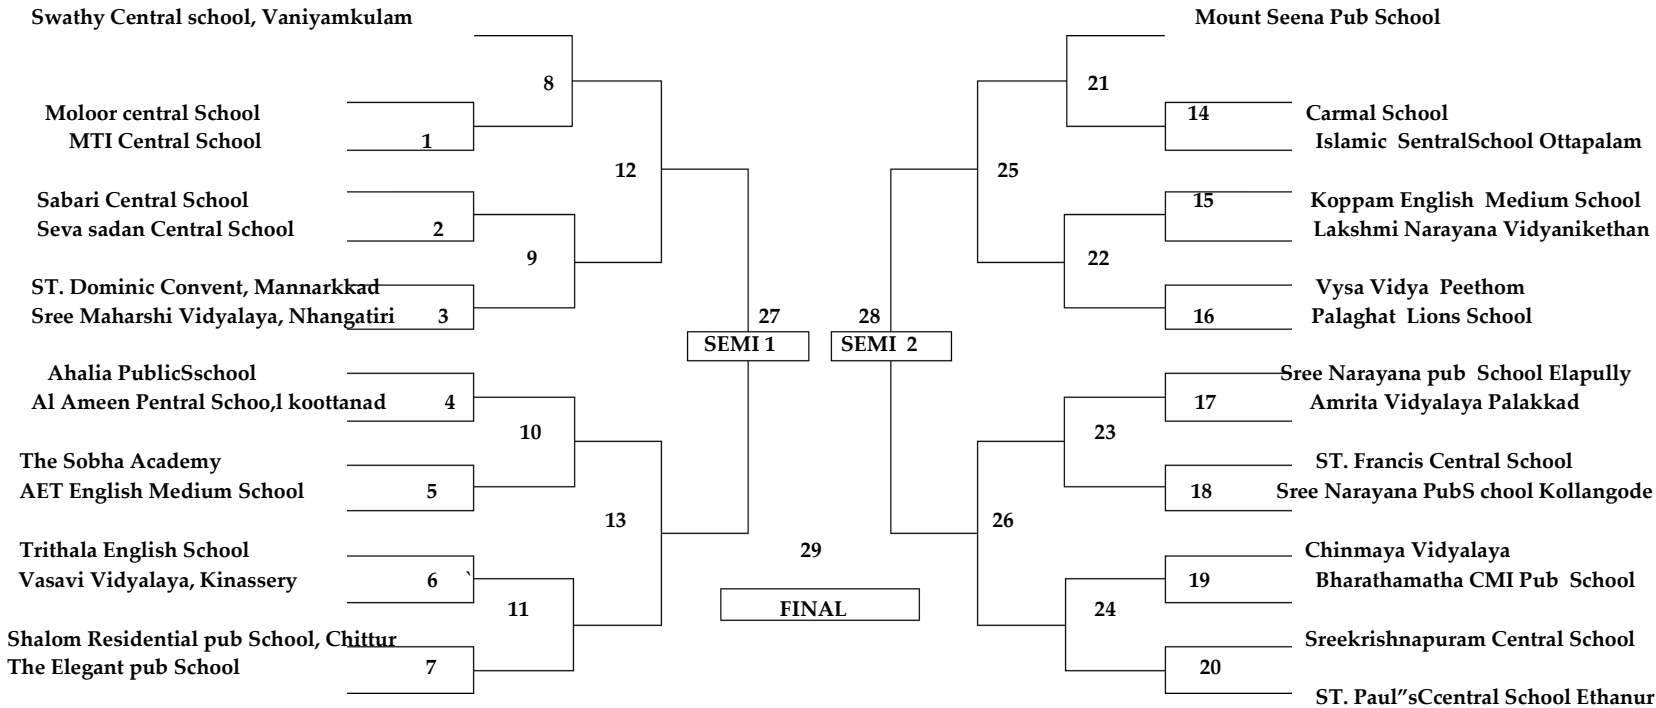 Swathy Central school, Vaniyamkulam
Mount Seena Pub School
8
21
Moloor central School
14
Carmal School
MTI Central School
1
Islamic SentralSchool Ottapalam
12
25
Sabari Central School
15
Koppam English Medium School
Seva sadan Central School
2
Lakshmi Narayana Vidyanikethan
9
22
ST. Dominic Convent, Mannarkkad
Vysa Vidya Peethom
Sree Maharshi Vidyalaya, Nhangatiri
3
27
28
16
Palaghat Lions School
SEMI 1
SEMI 2
Ahalia PublicSschool
Sree Narayana pub School Elapully
Al Ameen Pentral Schoo,l koottanad
4
17
Amrita Vidyalaya Palakkad
10
23
The Sobha Academy
ST. Francis Central School
AET English Medium School
5
18
Sree Narayana PubS chool Kollangode
13
26
Trithala English School
29
Chinmaya Vidyalaya
Vasavi Vidyalaya, Kinassery
6 `
19
Bharathamatha CMI Pub School
11
FINAL
24
Shalom Residential pub School, Chittur
Sreekrishnapuram Central School
The Elegant pub School
7
20
ST. Paul”sCcentral School Ethanur